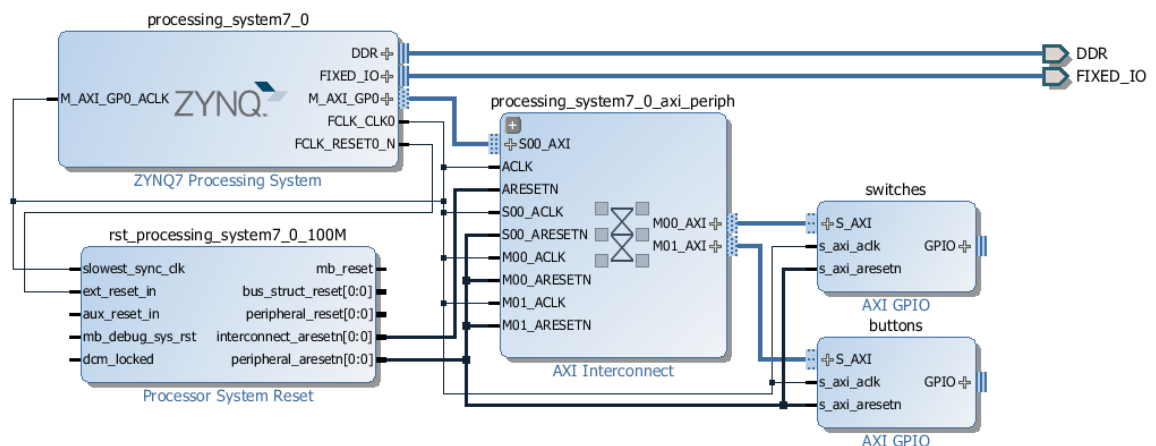 processing_system7_0
DDR
FIXED_IO
M_AXI_GP0_ACLK
ZYNQ
M_AXI_GP0
FCLK_CLK0
FCLK_RESET0_N
ZYNQ7 Processing System
DDR
FIXED_IO
processing_system7_0_axi_periph
S00_AXI
ACLK
ARESETN
S00_ACLK
S00_ARESETN
M00_AXI
M01_AXI
M00_ACLK
M00_ARESETN
M01_ACLK
M01_ARESETN
AXI Interconnect
rst_processing_system7_0_100M
slowest_sync_clk
mb_reset
ext_reset_in
bus_struct_reset[0:0]
aux_reset_in
peripheral_reset[0:0]
mb_debug_sys_rst
interconnect_aresetn[0:0]
dcm_locked
peripheral_aresetn[0:0]
Processor System Reset
switches
S_AXI
s_axi_aclk
GPIO
s_axi_aresetn
AXI GPIO
buttons
S_AXI
s_axi_aclk
GPIO
s_axi_aresetn
AXI GPIO